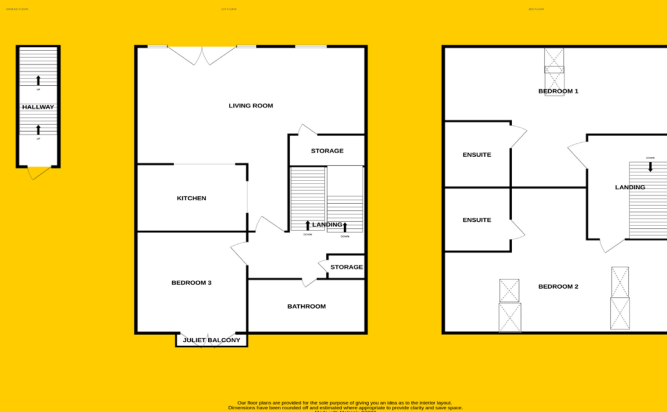 HALLWAY
LIVING ROOM
STORAGE
KITCHEN
LANDING
STORAGE
BEDROOM 3
BATHROOM
JULIET BALCONY
BEDROOM 1
ENSUITE
LANDING
ENSUITE
BEDROOM 2
Our floor plans are provided for the sole purpose of giving you an idea as to the interior layout.
Dimensions have been rounded off and estimated where appropriate to provide clarity and save space.